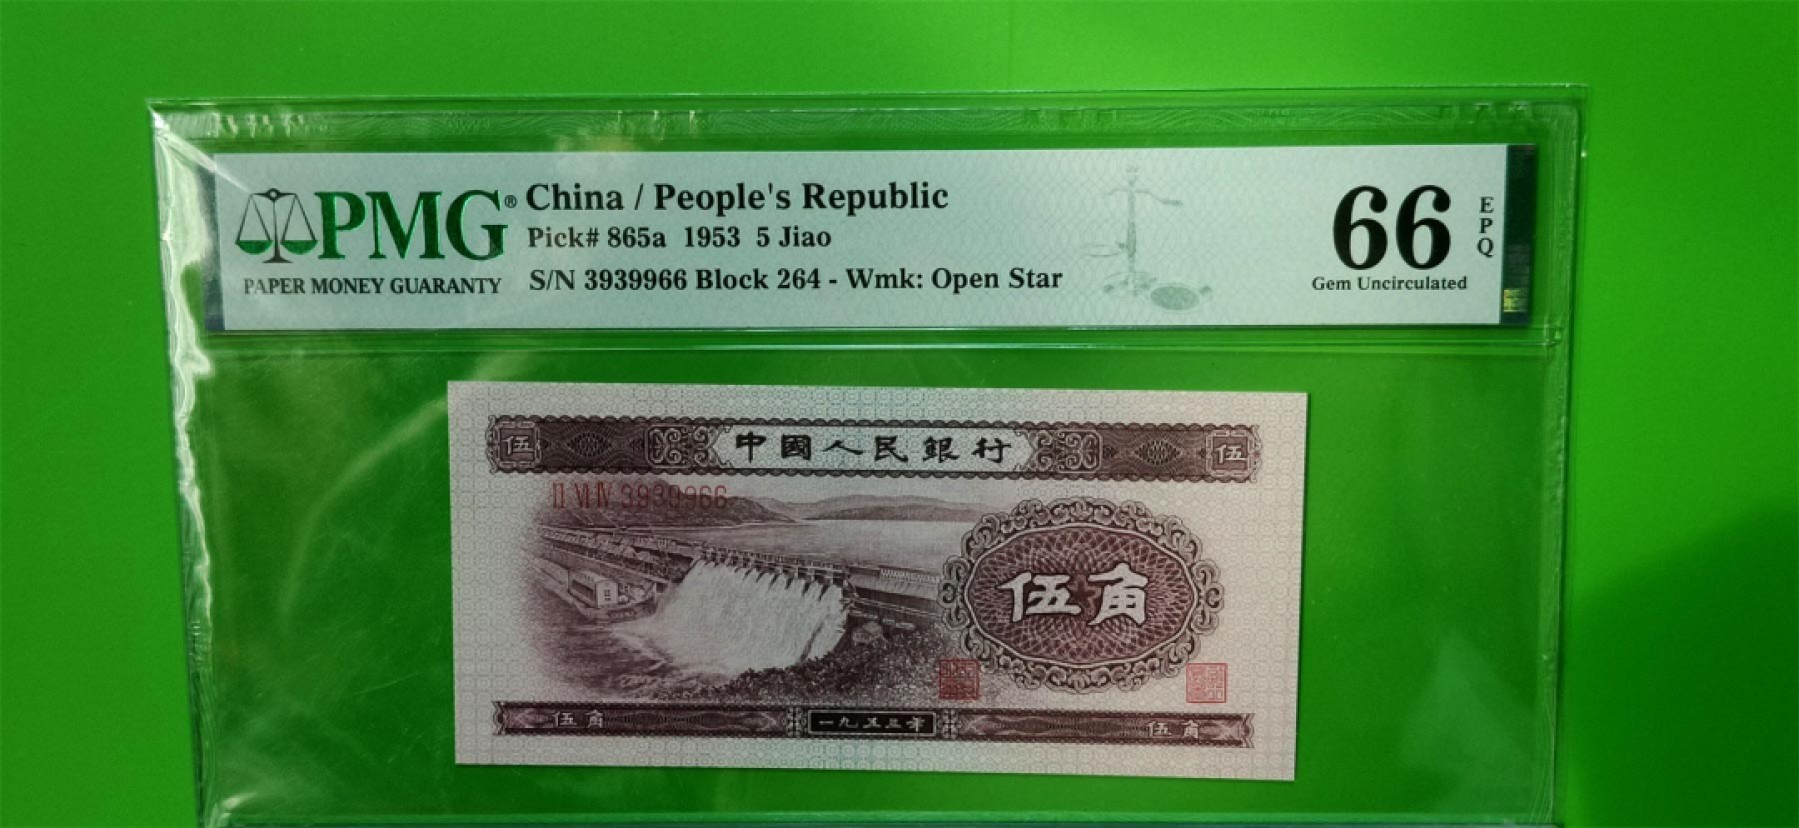 PMG®
PAPER MONEY GUARANTY
China / People's Republic
Pick# 865a 1953 5 Jiao
S/N 3939966 Block 264 - Wmk: Open Star
66
EPQ
Gem Uncirculated
伍 中國人民銀行 伍
II VI IV 3939966
伍角
伍角 一九五三年 伍角